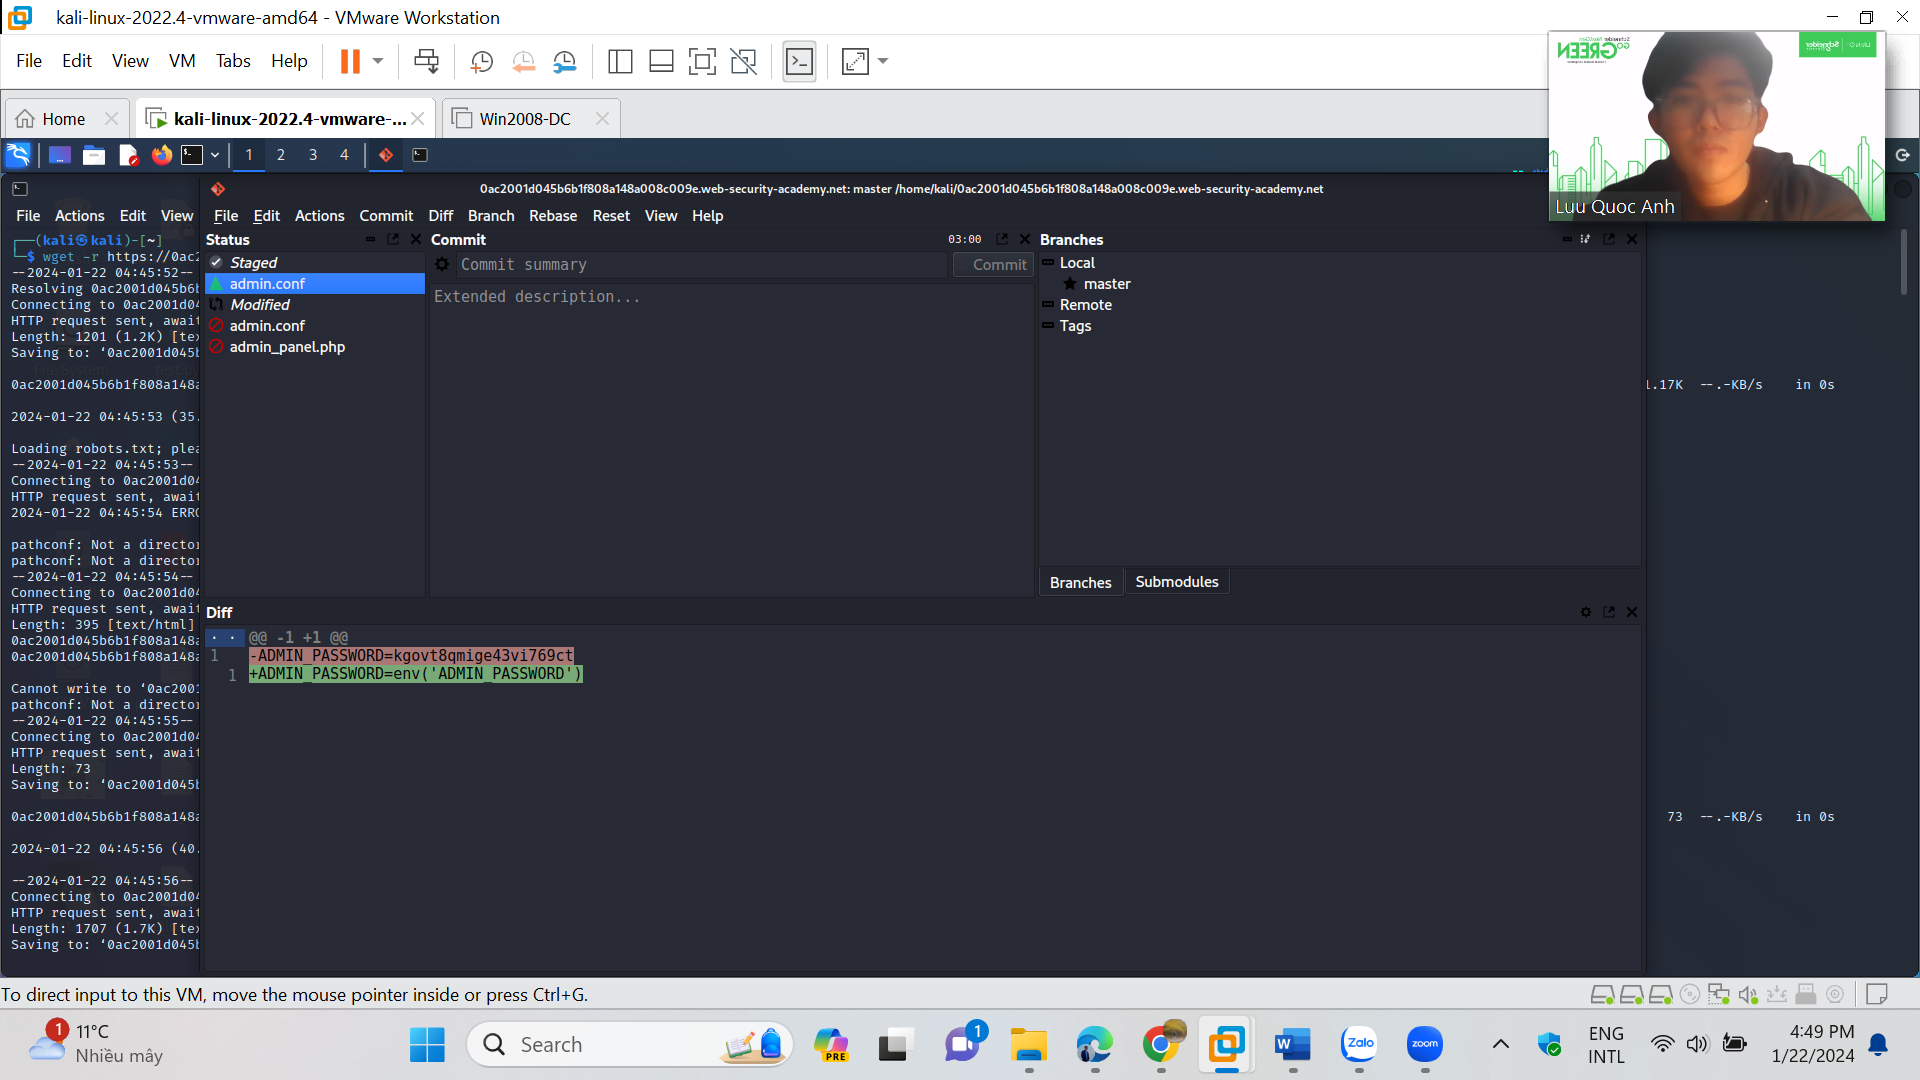 kali-linux-2022.4-vmware-amd64 - VMware Workstation
File Edit View VM Tabs Help
Home
kali-linux-2022.4-vmware-...
Win2008-DC
1 2 3 4
GO GREEN
Schneider
Luu Quoc Anh
0ac2001d045b6b1f808a148a008c009e.web-security-academy.net: master /home/kali/0ac2001d045b6b1f808a148a008c009e.web-security-academy.net
File Actions Edit View
File Edit Actions Commit Diff Branch Rebase Reset View Help
Status
Staged
admin.conf
Modified
admin.conf
admin_panel.php
Commit
03:00
Commit summary
Commit
Extended description...
Branches
Local
master
Remote
Tags
Branches Submodules
Diff
@@ -1 +1 @@
1 -ADMIN_PASSWORD=kgovt8qmige43vi769ct
1 +ADMIN_PASSWORD=env('ADMIN_PASSWORD')
┌──(kali㉿kali)-[~]
└─$ wget -r https://0ac2
--2024-01-22 04:45:52--
Resolving 0ac2001d045b6b
Connecting to 0ac2001d04
HTTP request sent, await
Length: 1201 (1.2K) [tex
Saving to: ‘0ac2001d045b
0ac2001d045b6b1f808a148a
1.17K --.-KB/s in 0s
2024-01-22 04:45:53 (35.
Loading robots.txt; plea
--2024-01-22 04:45:53--
Connecting to 0ac2001d04
HTTP request sent, await
2024-01-22 04:45:54 ERRO
pathconf: Not a director
pathconf: Not a director
--2024-01-22 04:45:54--
Connecting to 0ac2001d04
HTTP request sent, await
Length: 395 [text/html]
0ac2001d045b6b1f808a148a
0ac2001d045b6b1f808a148a
Cannot write to ‘0ac2001
pathconf: Not a director
--2024-01-22 04:45:55--
Connecting to 0ac2001d04
HTTP request sent, await
Length: 73
Saving to: ‘0ac2001d045b
0ac2001d045b6b1f808a148a
73 --.-KB/s in 0s
2024-01-22 04:45:56 (40.
--2024-01-22 04:45:56--
Connecting to 0ac2001d04
HTTP request sent, await
Length: 1707 (1.7K) [tex
Saving to: ‘0ac2001d045b
To direct input to this VM, move the mouse pointer inside or press Ctrl+G.
1
11°C
Nhiều mây
Search
PRE
1
Zalo
zoom
ENG
INTL
4:49 PM
1/22/2024